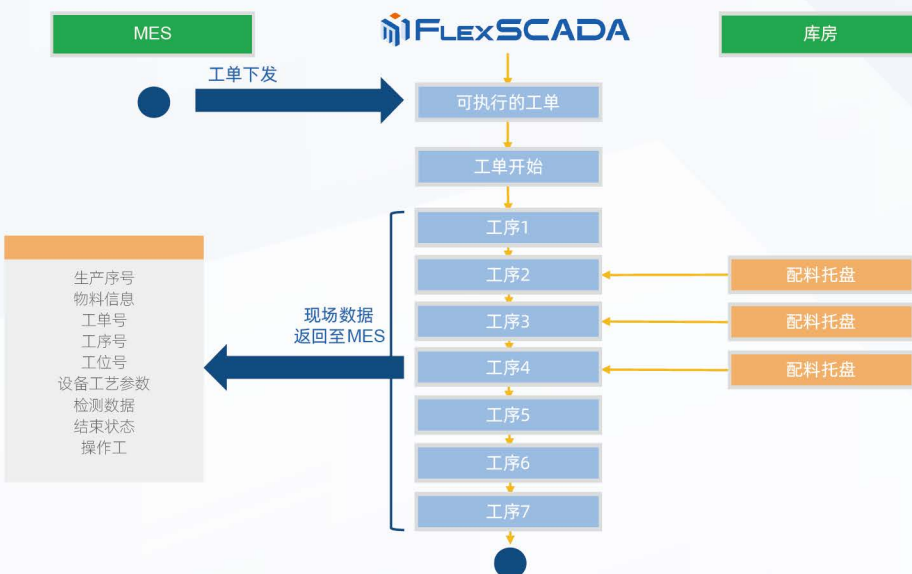 MES
FLEXSCADA
库房
工单下发
可执行的工单
工单开始
工序1
工序2
工序3
工序4
工序5
工序6
工序7
现场数据
返回至MES
生产序号
物料信息
工单号
工序号
工位号
设备工艺参数
检测数据
结束状态
操作工
配料托盘
配料托盘
配料托盘